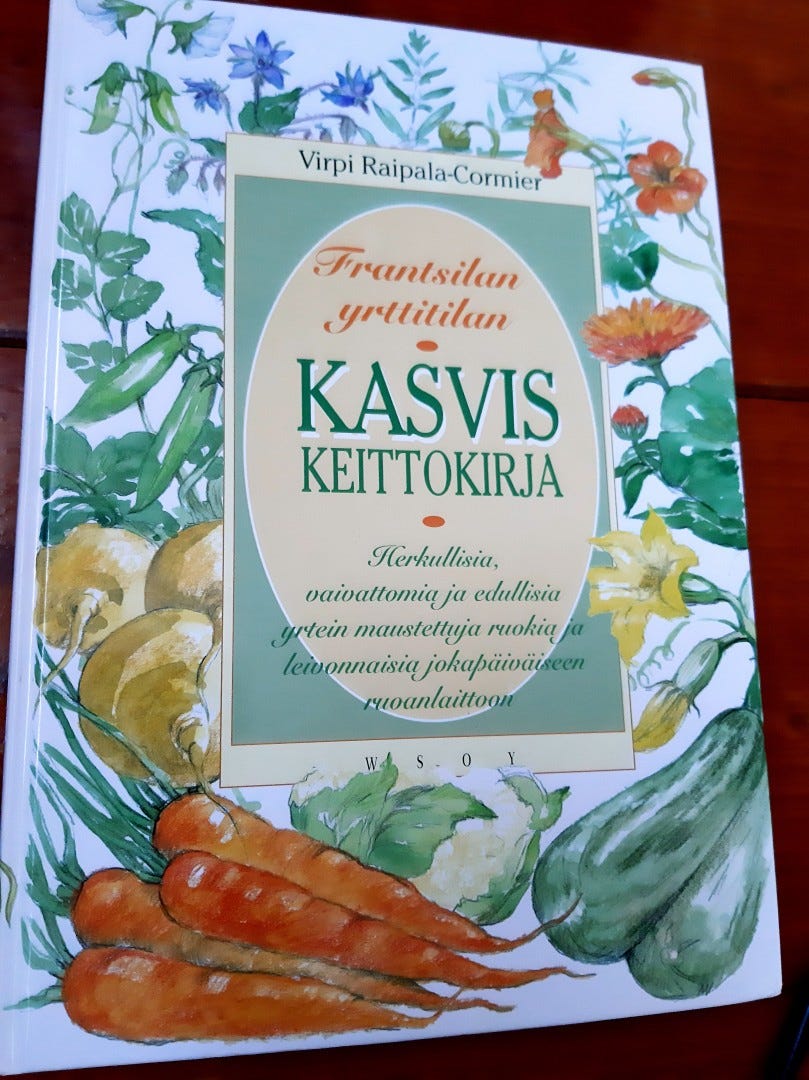 Virpi Raipala-Cormier
Frantsilan
yrttitilan
KASVIS
KEITTOKIRJA
Herkullisia,
vaivattomia ja edullisia
yrtein maustettuja ruokia ja
leivonnaisia jokapäiväiseen
ruoanlaittoon
WSOY